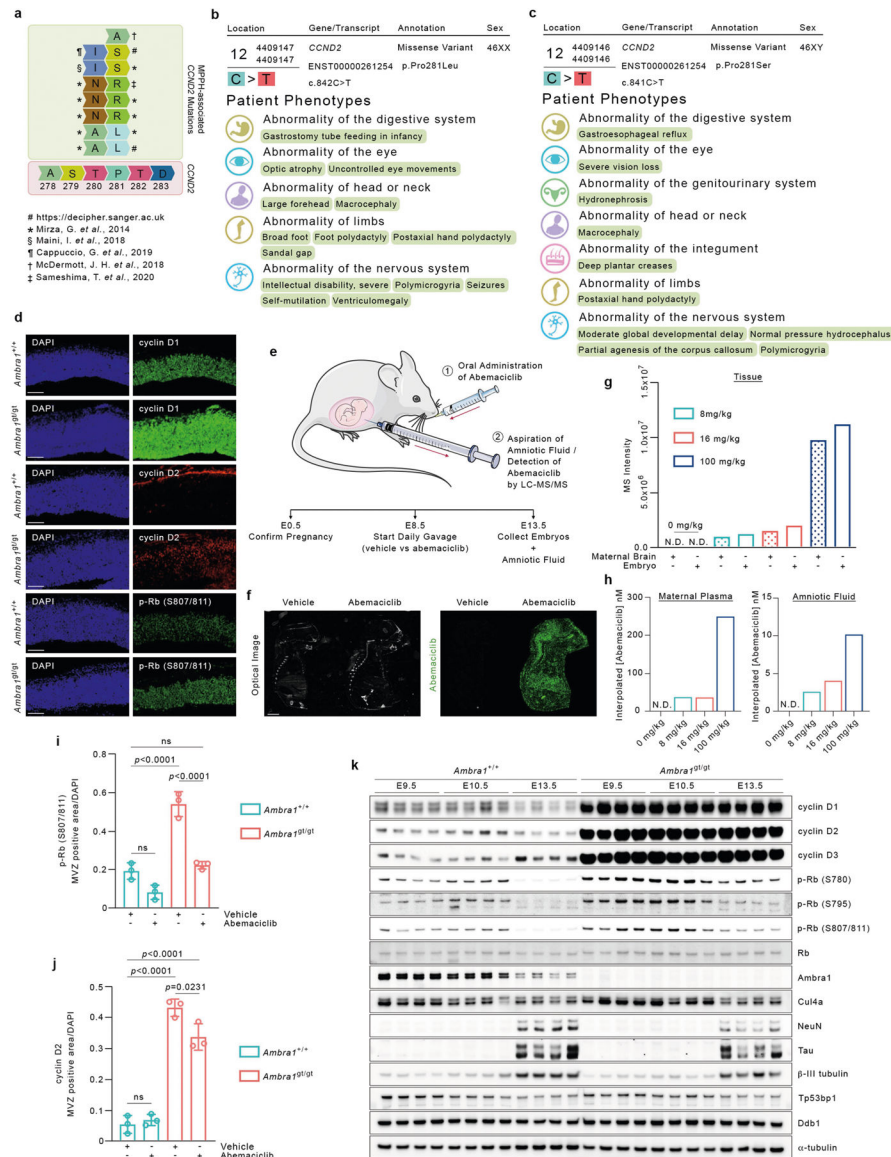 a
A †
¶ I S #
§ I S *
* N R ‡
* N R *
* N R *
* A L *
* A L #
MPPH-associated
CCND2 Mutations
A S T P T D
278 279 280 281 282 283
CCND2
# https://decipher.sanger.ac.uk
* Mirza, G. et al., 2014
§ Maini, I. et al., 2018
¶ Cappuccio, G. et al., 2019
† McDermott, J. H. et al., 2018
‡ Sameshima, T. et al., 2020
b
Location Gene/Transcript Annotation Sex
12 4409147 CCND2 Missense Variant 46XX
4409147
ENST00000261254 p.Pro281Leu
C > T
c.842C>T
Patient Phenotypes
Abnormality of the digestive system
Gastrostomy tube feeding in infancy
Abnormality of the eye
Optic atrophy Uncontrolled eye movements
Abnormality of head or neck
Large forehead Macrocephaly
Abnormality of limbs
Broad foot Foot polydactyly Postaxial hand polydactyly
Sandal gap
Abnormality of the nervous system
Intellectual disability, severe Polymicrogyria Seizures
Self-mutilation Ventriculomegaly
c
Location Gene/Transcript Annotation Sex
12 4409146 CCND2 Missense Variant 46XY
4409146
ENST00000261254 p.Pro281Ser
C > T
c.841C>T
Patient Phenotypes
Abnormality of the digestive system
Gastroesophageal reflux
Abnormality of the eye
Severe vision loss
Abnormality of the genitourinary system
Hydronephrosis
Abnormality of head or neck
Macrocephaly
Abnormality of the integument
Deep plantar creases
Abnormality of limbs
Postaxial hand polydactyly
Abnormality of the nervous system
Moderate global developmental delay Normal pressure hydrocephalus
Partial agenesis of the corpus callosum Polymicrogyria
d
Ambra1+/+ DAPI cyclin D1
Ambra1gt/gt DAPI cyclin D1
Ambra1+/+ DAPI cyclin D2
Ambra1gt/gt DAPI cyclin D2
Ambra1+/+ DAPI p-Rb (S807/811)
Ambra1gt/gt DAPI p-Rb (S807/811)
e
① Oral Administration
of Abemaciclib
② Aspiration of
Amniotic Fluid /
Detection of
Abemaciclib
by LC-MS/MS
E0.5 E8.5 E13.5
Confirm Pregnancy Start Daily Gavage Collect Embryos
(vehicle vs abemaciclib) +
Amniotic Fluid
f
Vehicle Abemaciclib Vehicle Abemaciclib
Optical Image
Abemaciclib
g
Tissue
MS Intensity
1.5x10⁷
1.0x10⁷
5.0x10⁶
0.0
8mg/kg
16 mg/kg
100 mg/kg
0 mg/kg
N.D. N.D.
Maternal Brain + - + - + - + -
Embryo - + - + - + - +
h
Maternal Plasma
Interpolated [Abemaciclib] nM
300
200
100
0
N.D.
0 mg/kg 8 mg/kg 16 mg/kg 100 mg/kg
Amniotic Fluid
Interpolated [Abemaciclib] nM
15
10
5
0
N.D.
0 mg/kg 8 mg/kg 16 mg/kg 100 mg/kg
i
p-Rb (S807/811)
MVZ positive area/DAPI
0.8
0.6
0.4
0.2
0.0
ns
p<0.0001
p<0.0001
ns
Ambra1+/+
Ambra1gt/gt
+ - + - Vehicle
- + - + Abemaciclib
j
cyclin D2
MVZ positive area/DAPI
0.5
0.4
0.3
0.2
0.1
0.0
p<0.0001
p<0.0001
p=0.0231
ns
Ambra1+/+
Ambra1gt/gt
+ - + - Vehicle
- + - + Abemaciclib
k
Ambra1+/+ Ambra1gt/gt
E9.5 E10.5 E13.5 E9.5 E10.5 E13.5
cyclin D1
cyclin D2
cyclin D3
p-Rb (S780)
p-Rb (S795)
p-Rb (S807/811)
Rb
Ambra1
Cul4a
NeuN
Tau
β-III tubulin
Tp53bp1
Ddb1
α-tubulin